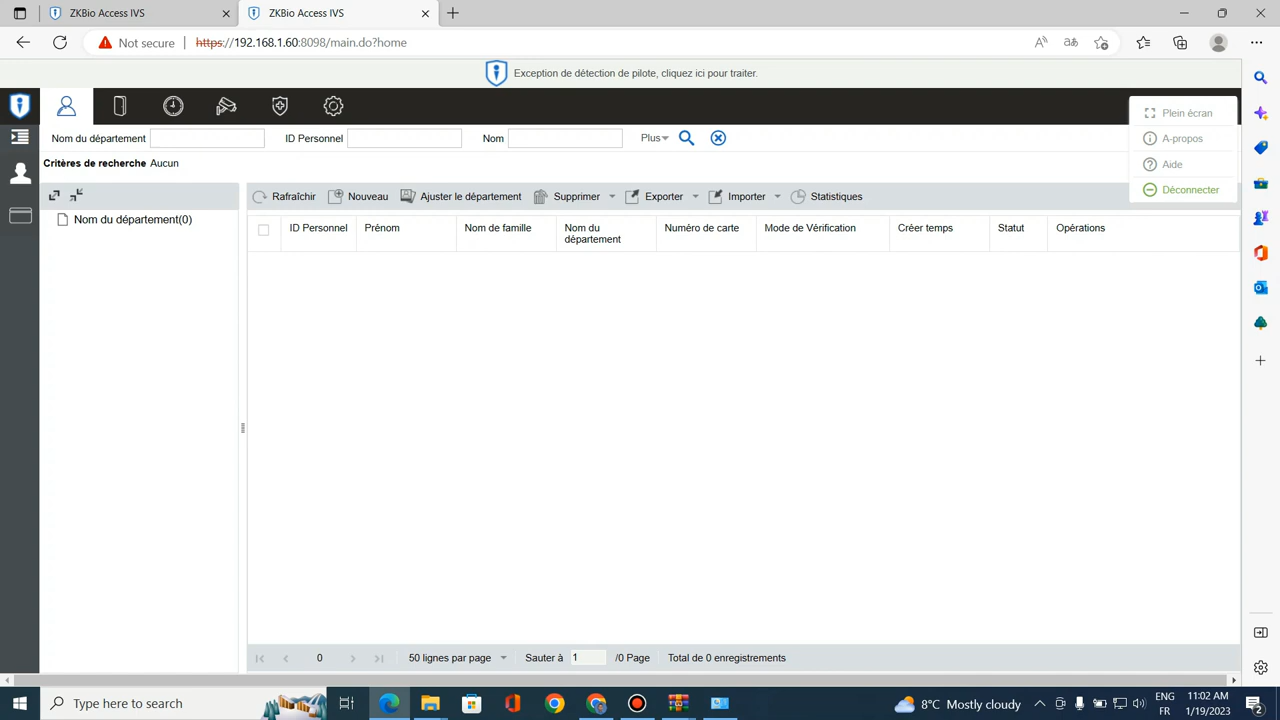 ZKBio Access IVS
ZKBio Access IVS
Not secure https://192.168.1.60:8098/main.do?home
Exception de détection de pilote, cliquez ici pour traiter.
Plein écran
A-propos
Aide
Déconnecter
Nom du département ID Personnel Nom Plus
Critères de recherche Aucun
Nom du département(0)
Rafraîchir Nouveau Ajuster le département Supprimer Exporter Importer Statistiques
ID Personnel Prénom Nom de famille Nom du département Numéro de carte Mode de Vérification Créer temps Statut Opérations
0 50 lignes par page Sauter à 1 /0 Page Total de 0 enregistrements
Type here to search
8°C Mostly cloudy
ENG
FR
11:02 AM
1/19/2023
2